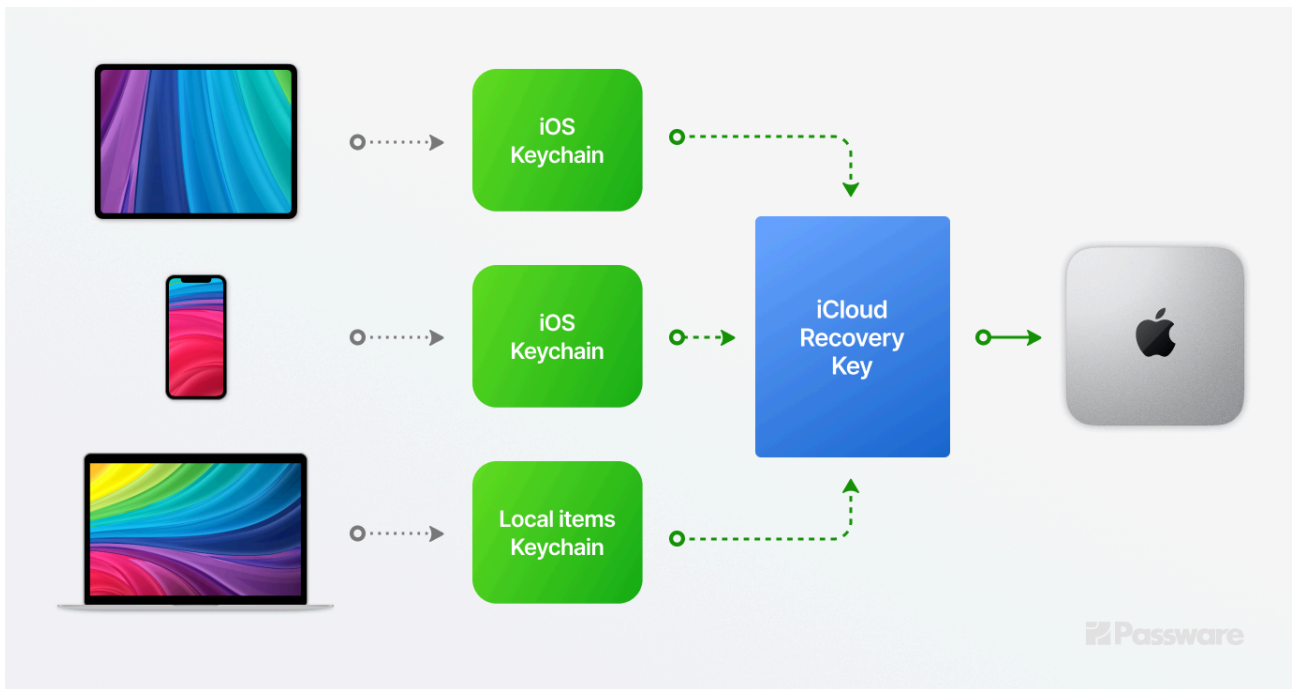 iOS
Keychain
iOS
Keychain
iCloud
Recovery
Key
Local items
Keychain
Passware